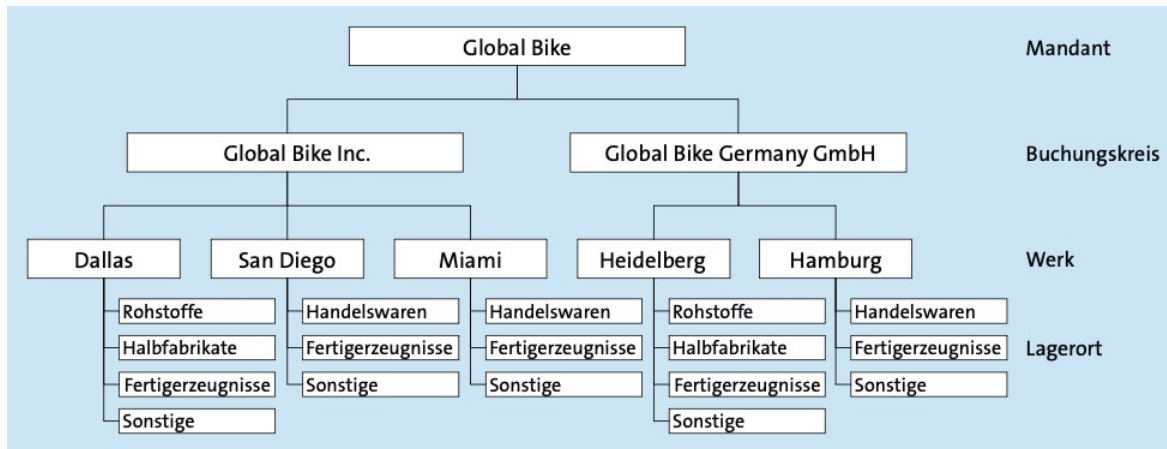 Global Bike Mandant
Global Bike Inc. Global Bike Germany GmbH Buchungskreis
Dallas San Diego Miami Heidelberg Hamburg Werk
Rohstoffe Handelswaren Handelswaren Rohstoffe Handelswaren
Halbfabrikate Fertigerzeugnisse Fertigerzeugnisse Halbfabrikate Fertigerzeugnisse Lagerort
Fertigerzeugnisse Sonstige Sonstige Fertigerzeugnisse Sonstige
Sonstige Sonstige